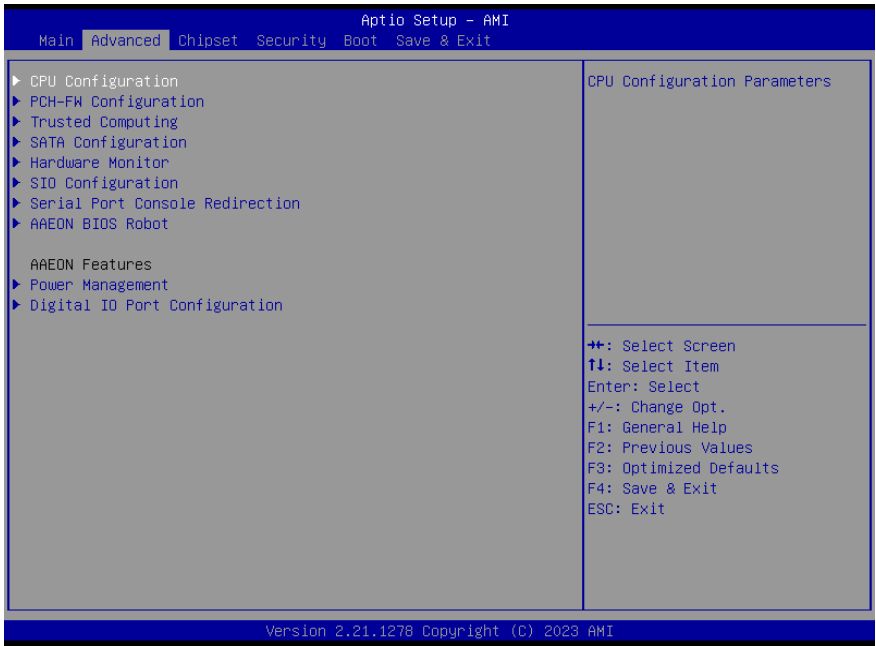 Aptio Setup – AMI
Main Advanced Chipset Security Boot Save & Exit
▶ CPU Configuration
▶ PCH-FW Configuration
▶ Trusted Computing
▶ SATA Configuration
▶ Hardware Monitor
▶ SIO Configuration
▶ Serial Port Console Redirection
▶ AAEON BIOS Robot
AAEON Features
▶ Power Management
▶ Digital IO Port Configuration
CPU Configuration Parameters
→←: Select Screen
↑↓: Select Item
Enter: Select
+/-: Change Opt.
F1: General Help
F2: Previous Values
F3: Optimized Defaults
F4: Save & Exit
ESC: Exit
Version 2.21.1278 Copyright (C) 2023 AMI